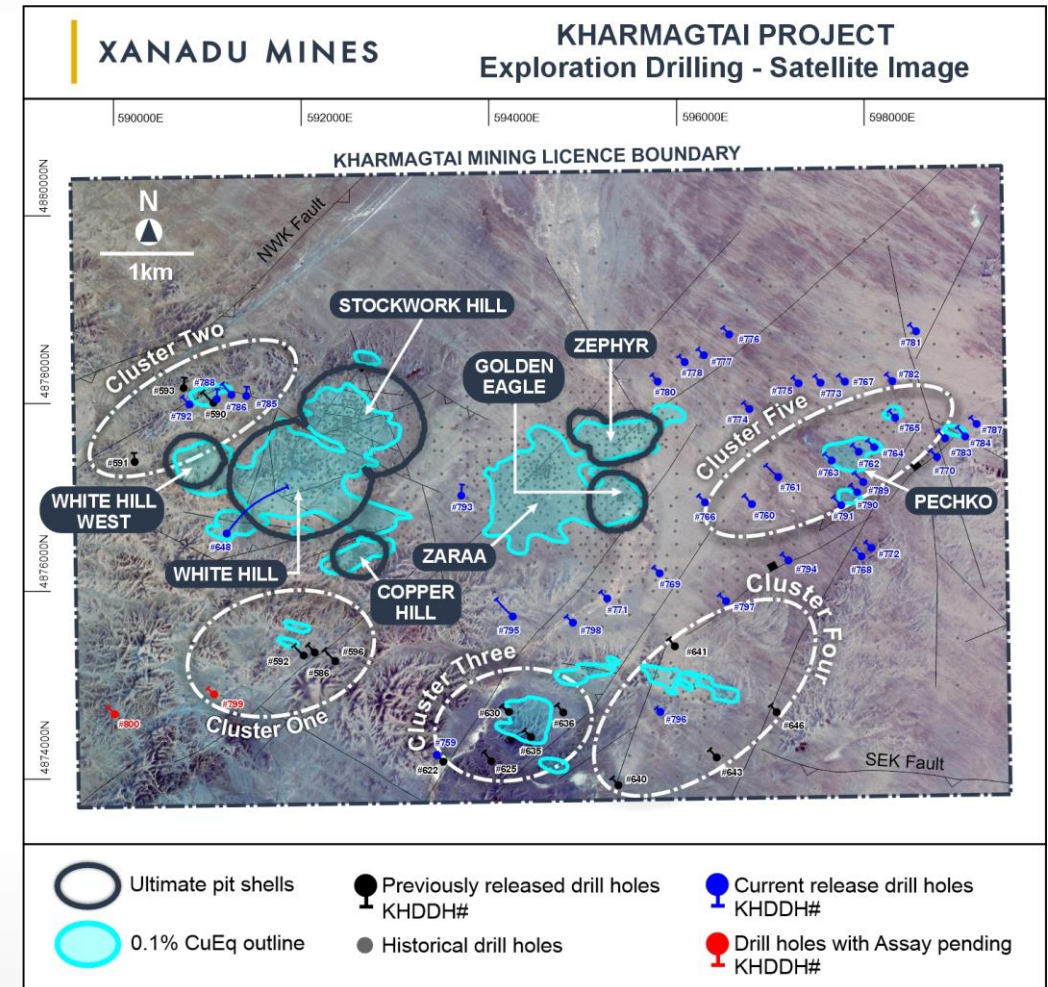 XANADU MINES
KHARMAGTAI PROJECT
Exploration Drilling - Satellite Image
590000E
592000E
594000E
596000E
598000E
KHARMAGTAI MINING LICENCE BOUNDARY
4880000N
4878000N
4876000N
4874000N
N
1km
NWK Fault
STOCKWORK HILL
Cluster Two
ZEPHYR
GOLDEN
EAGLE
#776
#777
#778
#780
#781
#775
#773
#767
#782
#774
#593
#788
#792
#590
#786
#785
Cluster Five
#765
#787
#784
#783
#770
#764
#762
#763
#591
WHITE HILL
WEST
#761
#789
#790
#791
#760
#766
PECHKO
#793
#648
WHITE HILL
ZARAA
COPPER
HILL
#772
#768
#794
#769
#797
#771
#798
#795
Cluster Four
#592
#586
#596
Cluster One
#799
#800
Cluster Three
#641
#630
#636
#635
#625
#759
#622
#796
#646
#643
#640
SEK Fault
Ultimate pit shells
0.1% CuEq outline
Previously released drill holes
KHDDH#
Historical drill holes
Current release drill holes
KHDDH#
Drill holes with Assay pending
KHDDH#